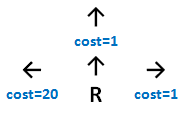 ↑
cost=1
← ↑ →
cost=20 R cost=1